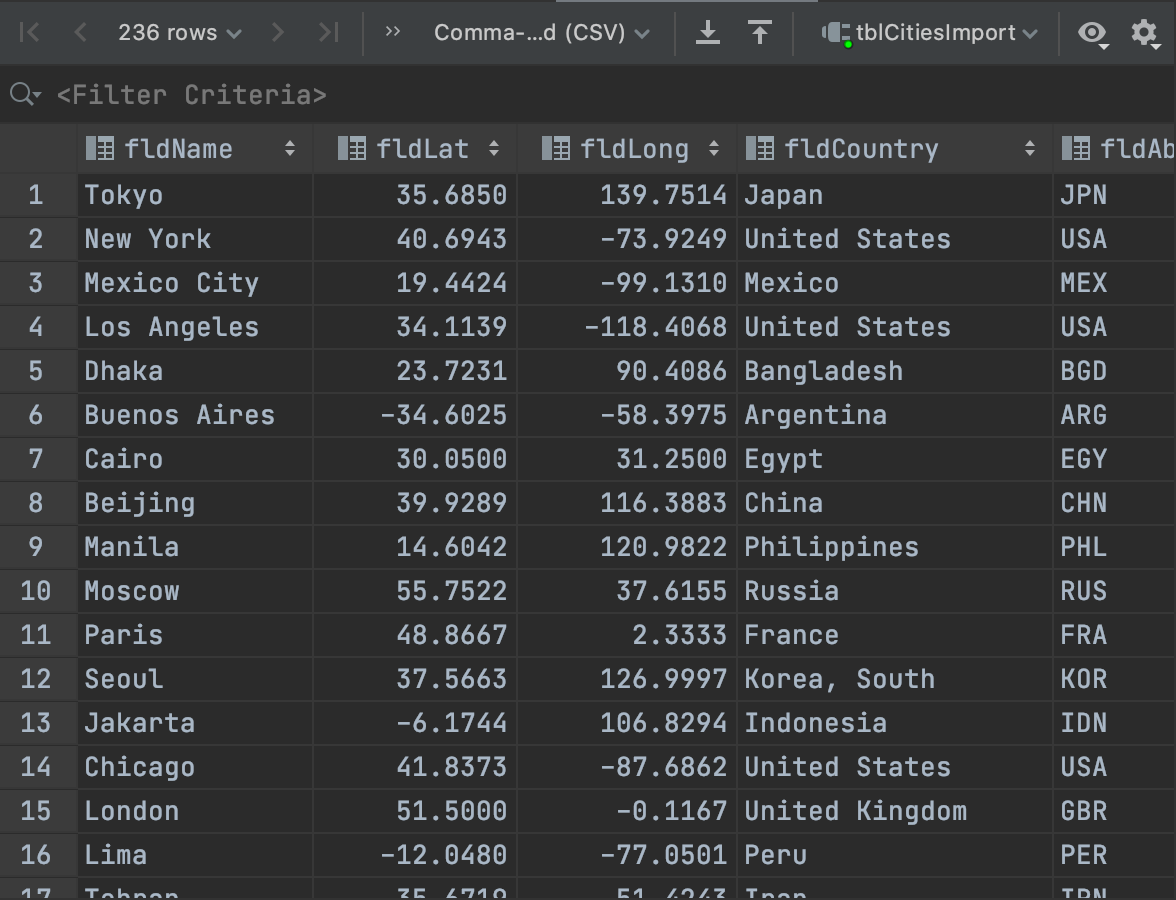 236 rows >> Comma-...d (CSV) tblCitiesImport
<Filter Criteria>
fldName fldLat fldLong fldCountry fldAb
1 Tokyo 35.6850 139.7514 Japan JPN
2 New York 40.6943 -73.9249 United States USA
3 Mexico City 19.4424 -99.1310 Mexico MEX
4 Los Angeles 34.1139 -118.4068 United States USA
5 Dhaka 23.7231 90.4086 Bangladesh BGD
6 Buenos Aires -34.6025 -58.3975 Argentina ARG
7 Cairo 30.0500 31.2500 Egypt EGY
8 Beijing 39.9289 116.3883 China CHN
9 Manila 14.6042 120.9822 Philippines PHL
10 Moscow 55.7522 37.6155 Russia RUS
11 Paris 48.8667 2.3333 France FRA
12 Seoul 37.5663 126.9997 Korea, South KOR
13 Jakarta -6.1744 106.8294 Indonesia IDN
14 Chicago 41.8373 -87.6862 United States USA
15 London 51.5000 -0.1167 United Kingdom GBR
16 Lima -12.0480 -77.0501 Peru PER
17 Tehran 35.6719 51.4243 Iran IRN